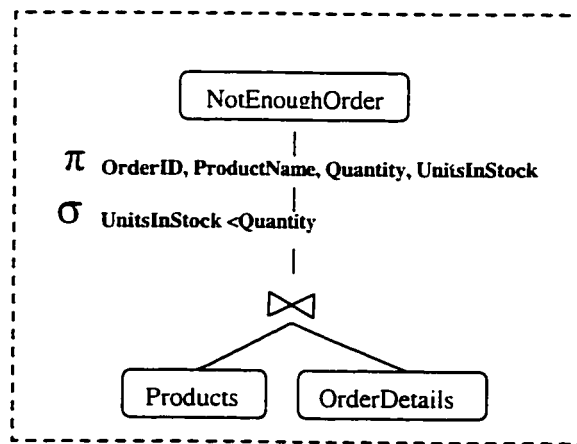 NotEnoughOrder
π OrderID, ProductName, Quantity, UnitsInStock
σ UnitsInStock <Quantity
⋈
Products OrderDetails